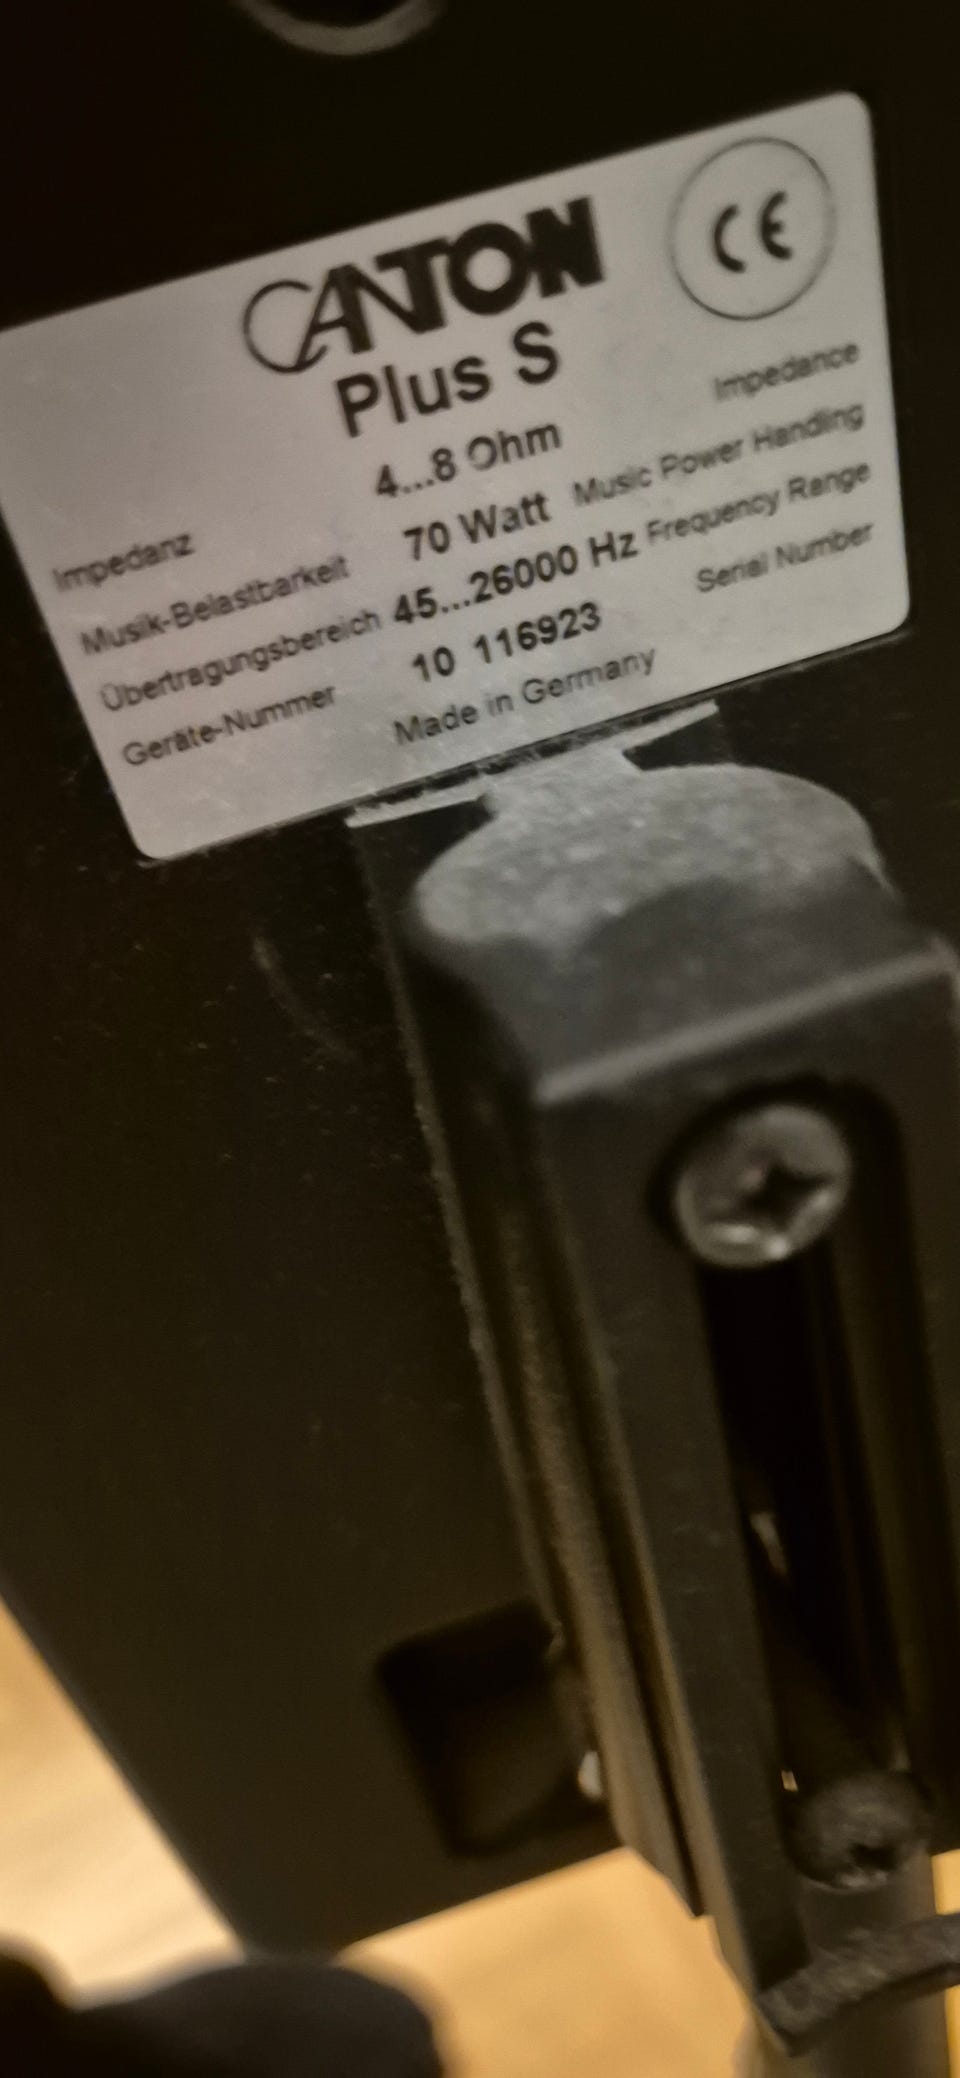 CANTON
CE
Plus S
Impedanz 4...8 Ohm Impedance
Musik-Belastbarkeit 70 Watt Music Power Handling
Übertragungsbereich 45...26000 Hz Frequency Range
Geräte-Nummer 10 116923 Serial Number
Made in Germany